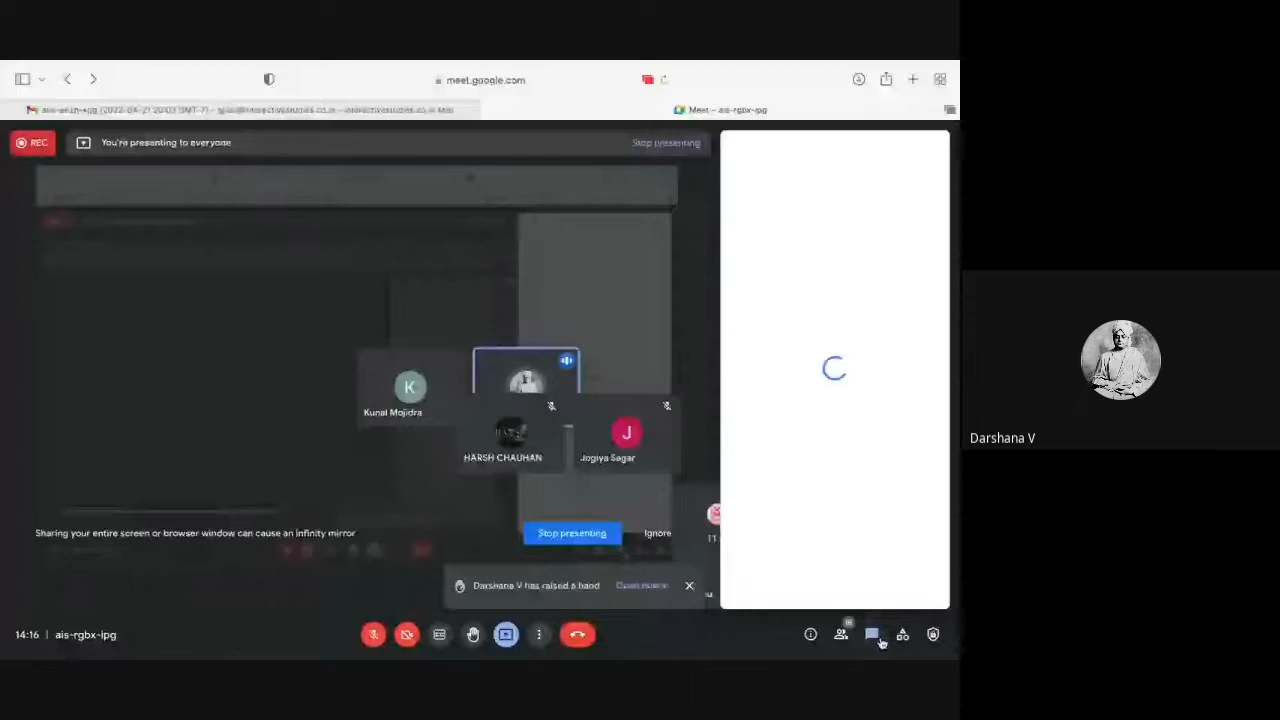 meet.google.com
Meet – ais-rgbx-ipg
REC
You're presenting to everyone
Stop presenting
K
Kunal Mojidra
HARSH CHAUHAN
J
Jogiya Sagar
Darshana V
Sharing your entire screen or browser window can cause an infinity mirror
Stop presenting
Ignore
Darshana V has raised a hand
14:16 | ais-rgbx-ipg